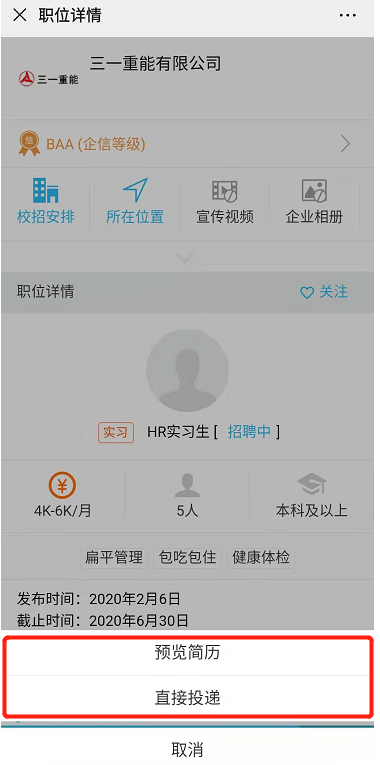 职位详情
三一重能有限公司
三一重能
信
BAA (企信等级)
校招安排 所在位置 宣传视频 企业相册
职位详情 关注
实习 HR实习生 [ 招聘中 ]
4K-6K/月 5人 本科及以上
扁平管理 包吃包住 健康体检
发布时间：2020年2月6日
截止时间：2020年6月30日
预览简历
直接投递
取消